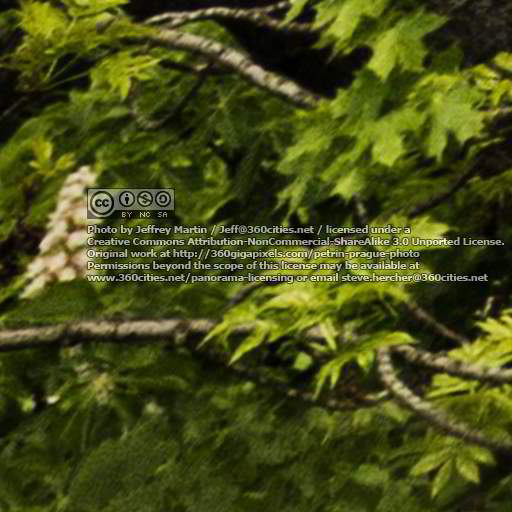 cc BY NC SA
Photo by Jeffrey Martin / Jeff@360cities.net / licensed under a
Creative Commons Attribution-NonCommercial-ShareAlike 3.0 Unported License.
Original work at http://360gigapixels.com/petrin-prague-photo
Permissions beyond the scope of this license may be available at
www.360cities.net/panorama-licensing or email steve.hercher@360cities.net